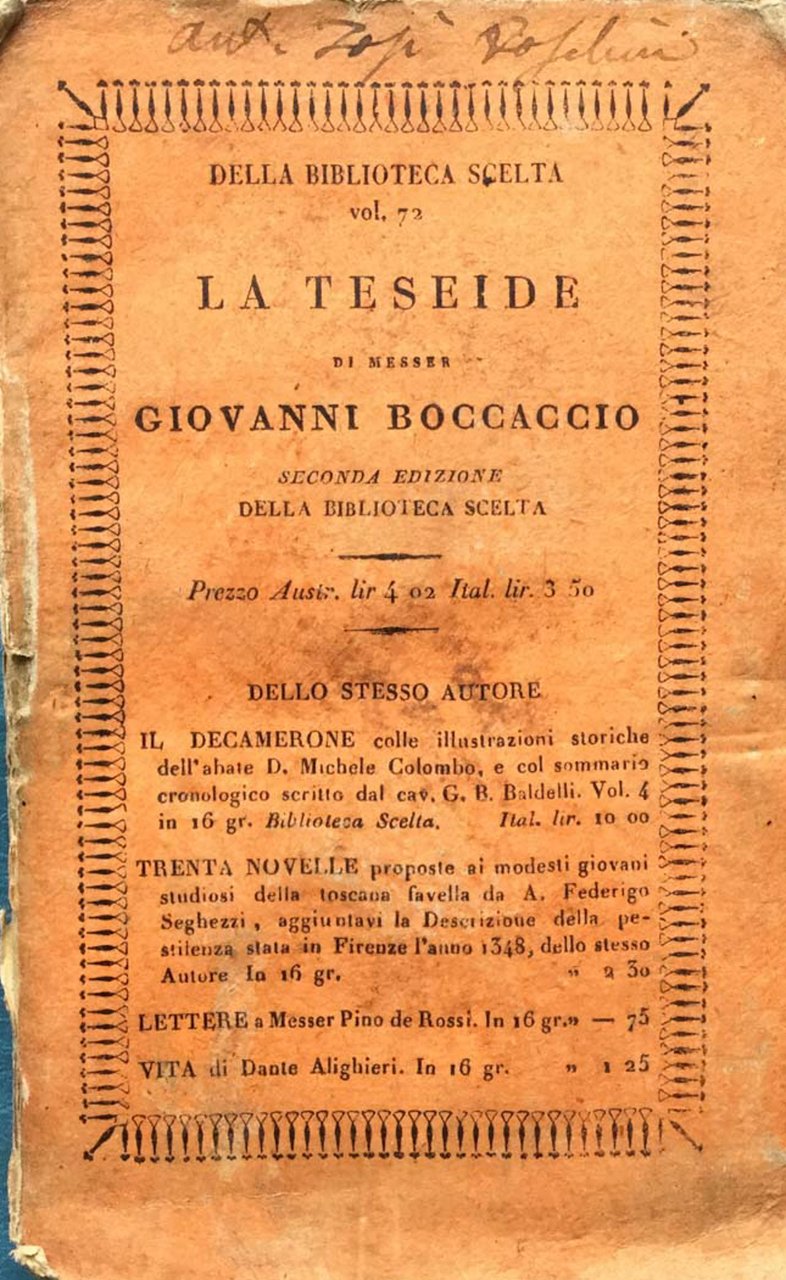 DELLA BIBLIOTECA SCELTA
vol. 72
LA TESEIDE
DI MESSER
GIOVANNI BOCCACCIO
SECONDA EDIZIONE
DELLA BIBLIOTECA SCELTA
Prezzo Austr. lir 4 02 Ital. lir. 3 50
DELLO STESSO AUTORE
IL DECAMERONE colle illustrazioni storiche
dell'abate D. Michele Colombo, e col sommario
cronologico scritto dal cav. G. B. Baldelli. Vol. 4
in 16 gr. Biblioteca Scelta. Ital. lir. 10 00
TRENTA NOVELLE proposte ai modesti giovani
studiosi della toscana favella da A. Federigo
Seghezzi, aggiuntavi la Descrizione della pe-
stilenza stata in Firenze l'anno 1348, dello stesso
Autore In 16 gr. " 2 30
LETTERE a Messer Pino de Rossi. In 16 gr." — 75
VITA di Dante Alighieri. In 16 gr. " 1 25